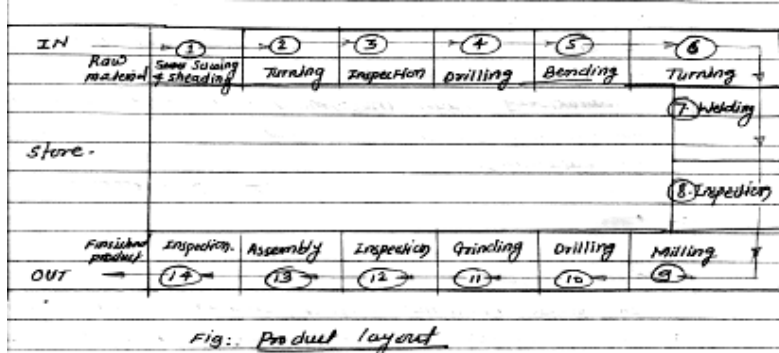 IN
① ② ③ ④ ⑤ ⑥
Raw material Sawing & sheading Turning Inspection Drilling Bending Turning
⑦ Welding
Store.
⑧ Inspection
Finished product Inspection. Assembly Inspection Grinding Drilling Milling
OUT ⑭ ⑬ ⑫ ⑪ ⑩ ⑨
Fig:. Product layout